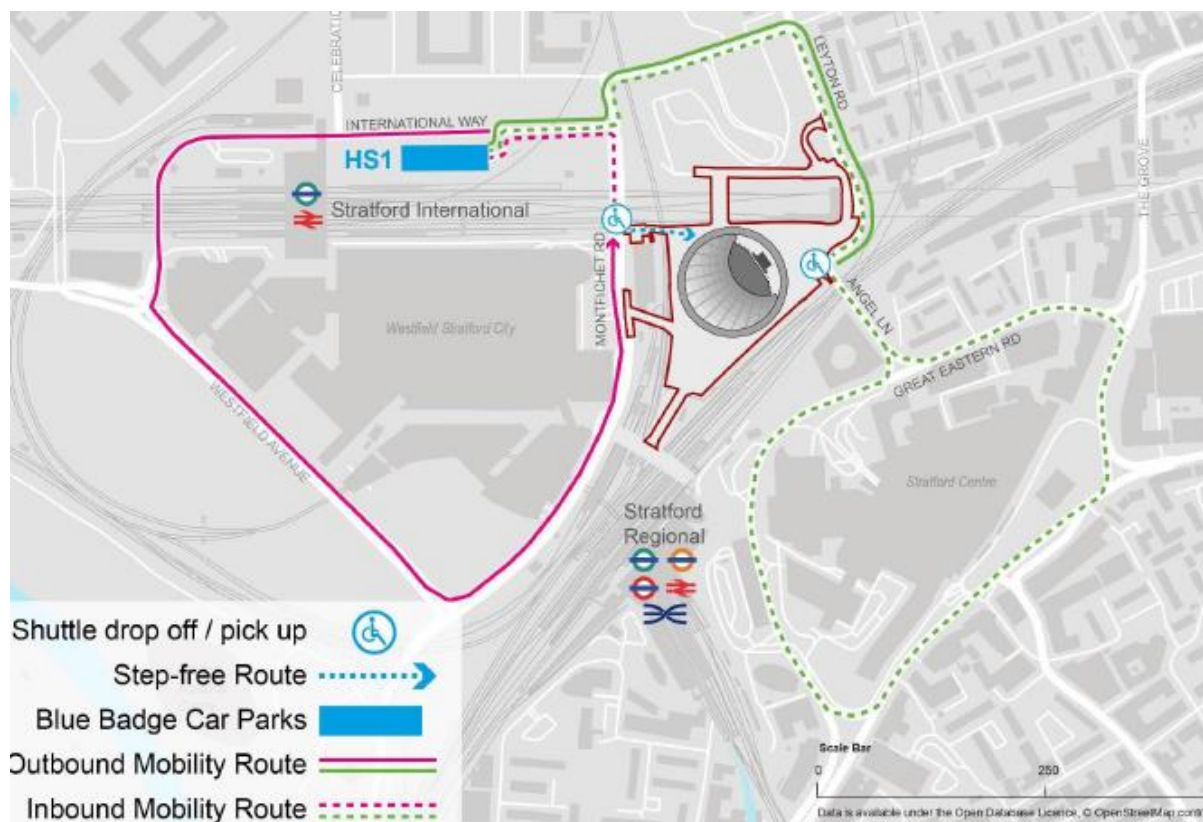 CELEBRATIO
INTERNATIONAL WAY
LEYTON RD
THE GROVE
HS1
Stratford International
MONTFICHET RD
Westfield Stratford City
ANGEL LN
GREAT EASTERN RD
WESTFIELD AVENUE
Stratford Centre
Stratford
Regional
Shuttle drop off / pick up
Step-free Route
Blue Badge Car Parks
Outbound Mobility Route
Inbound Mobility Route
Scale Bar
0
250
Data is available under the Open Database Licence, © OpenStreetMap cont